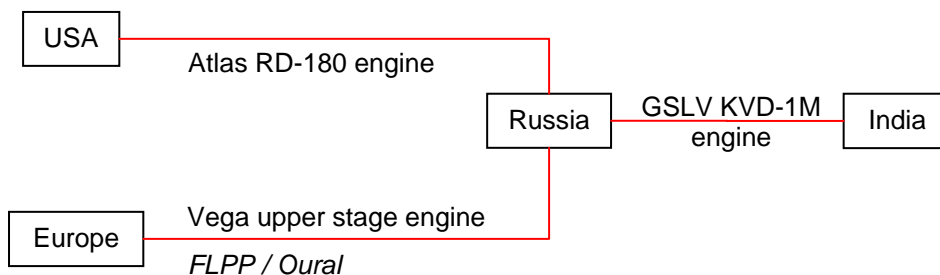 USA
Atlas RD-180 engine
Russia
GSLV KVD-1M
engine
India
Vega upper stage engine
Europe
FLPP / Oural